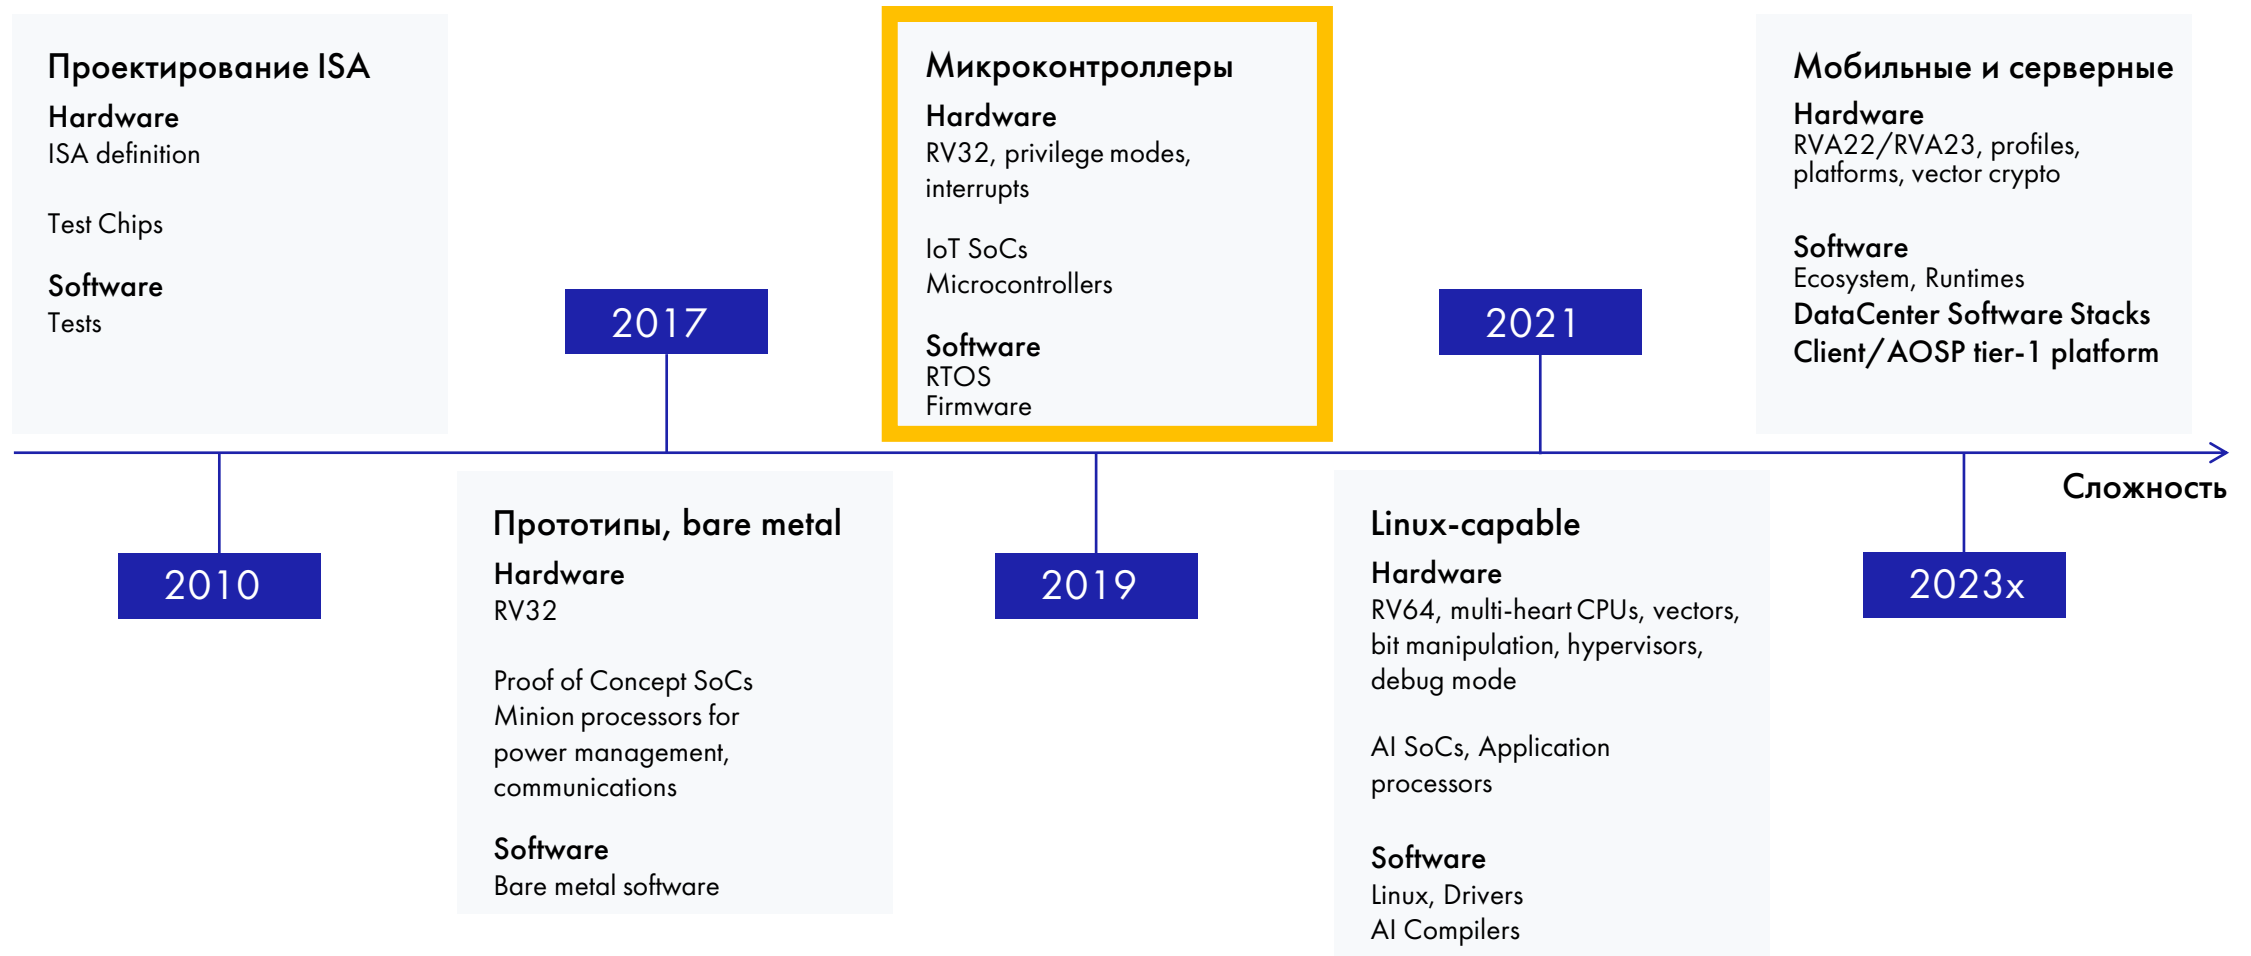 Проектирование ISA
Hardware
ISA definition
Test Chips
Software
Tests
2010
2017
Прототипы, bare metal
Hardware
RV32
Proof of Concept SoCs
Minion processors for
power management,
communications
Software
Bare metal software
Микроконтроллеры
Hardware
RV32, privilege modes,
interrupts
IoT SoCs
Microcontrollers
Software
RTOS
Firmware
2019
2021
Linux-capable
Hardware
RV64, multi-heart CPUs, vectors,
bit manipulation, hypervisors,
debug mode
AI SoCs, Application
processors
Software
Linux, Drivers
AI Compilers
Мобильные и серверные
Hardware
RVA22/RVA23, profiles,
platforms, vector crypto
Software
Ecosystem, Runtimes
DataCenter Software Stacks
Client/AOSP tier-1 platform
Сложность
2023x